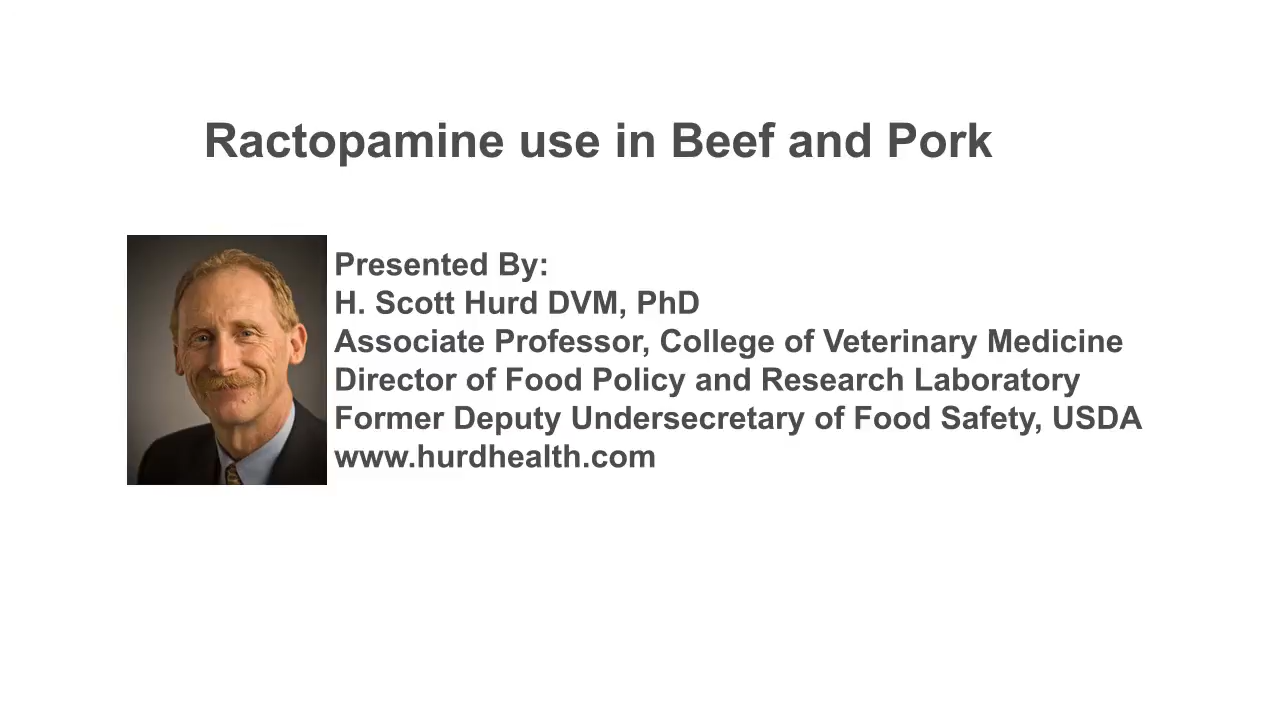 Ractopamine use in Beef and Pork
Presented By:
H. Scott Hurd DVM, PhD
Associate Professor, College of Veterinary Medicine
Director of Food Policy and Research Laboratory
Former Deputy Undersecretary of Food Safety, USDA
www.hurdhealth.com